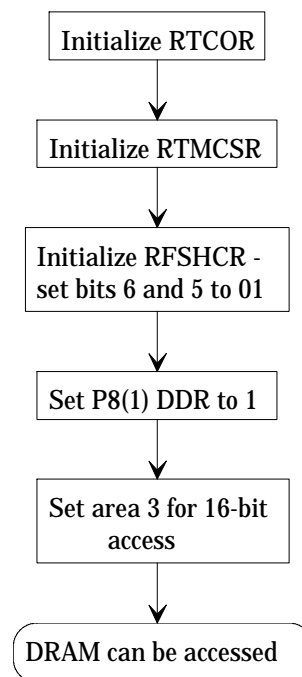 Initialize RTCOR
Initialize RTMCSR
Initialize RFSHCR -
set bits 6 and 5 to 01
Set P8(1) DDR to 1
Set area 3 for 16-bit
access
DRAM can be accessed